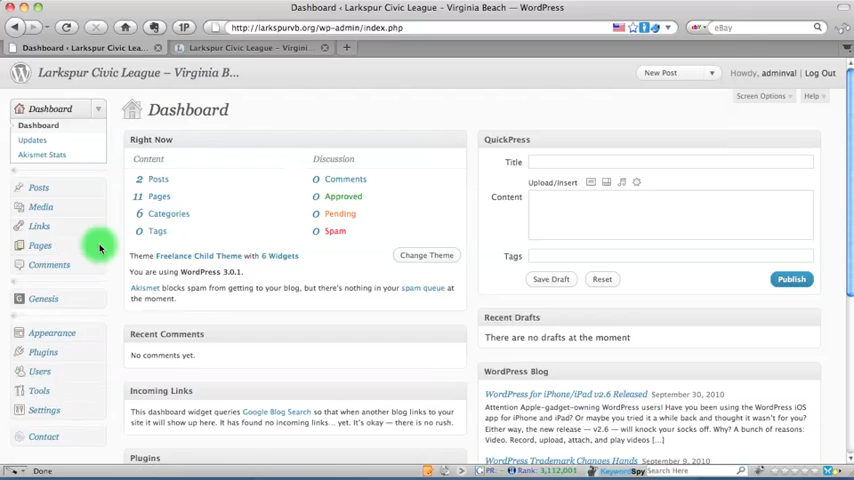 Dashboard ‹ Larkspur Civic League – Virginia Beach — WordPress
1P
http://larkspurvb.org/wp-admin/index.php
eBay
Dashboard ‹ Larkspur Civic Lea...
Larkspur Civic League – Virgini...
Larkspur Civic League – Virginia B...
New Post
Howdy, adminval | Log Out
Screen Options
Help
Dashboard
Dashboard
Updates
Akismet Stats
Posts
Media
Links
Pages
Comments
Genesis
Appearance
Plugins
Users
Tools
Settings
Contact
Dashboard
Right Now
Content
2 Posts
11 Pages
6 Categories
0 Tags
Discussion
0 Comments
0 Approved
0 Pending
0 Spam
Theme Freelance Child Theme with 6 Widgets
Change Theme
You are using WordPress 3.0.1.
Akismet blocks spam from getting to your blog, but there's nothing in your spam queue at
the moment.
Recent Comments
No comments yet.
Incoming Links
This dashboard widget queries Google Blog Search so that when another blog links to your
site it will show up here. It has found no incoming links... yet. It's okay — there is no rush.
Plugins
QuickPress
Title
Upload/Insert
Content
Tags
Save Draft
Reset
Publish
Recent Drafts
There are no drafts at the moment
WordPress Blog
WordPress for iPhone/iPad v2.6 Released September 30, 2010
Attention Apple-gadget-owning WordPress users! Have you been using the WordPress iOS
app for iPhone and iPad? Or maybe you tried it a while back and thought it wasn't for you?
Either way, the new release — v2.6 — will knock your socks off. Why? A bunch of reasons:
Video. Record, upload, attach, and play videos [...]
WordPress Trademark Changes Hands September 9, 2010
Done
PR:
Rank: 3,112,001
KeywordSpy
Search Here